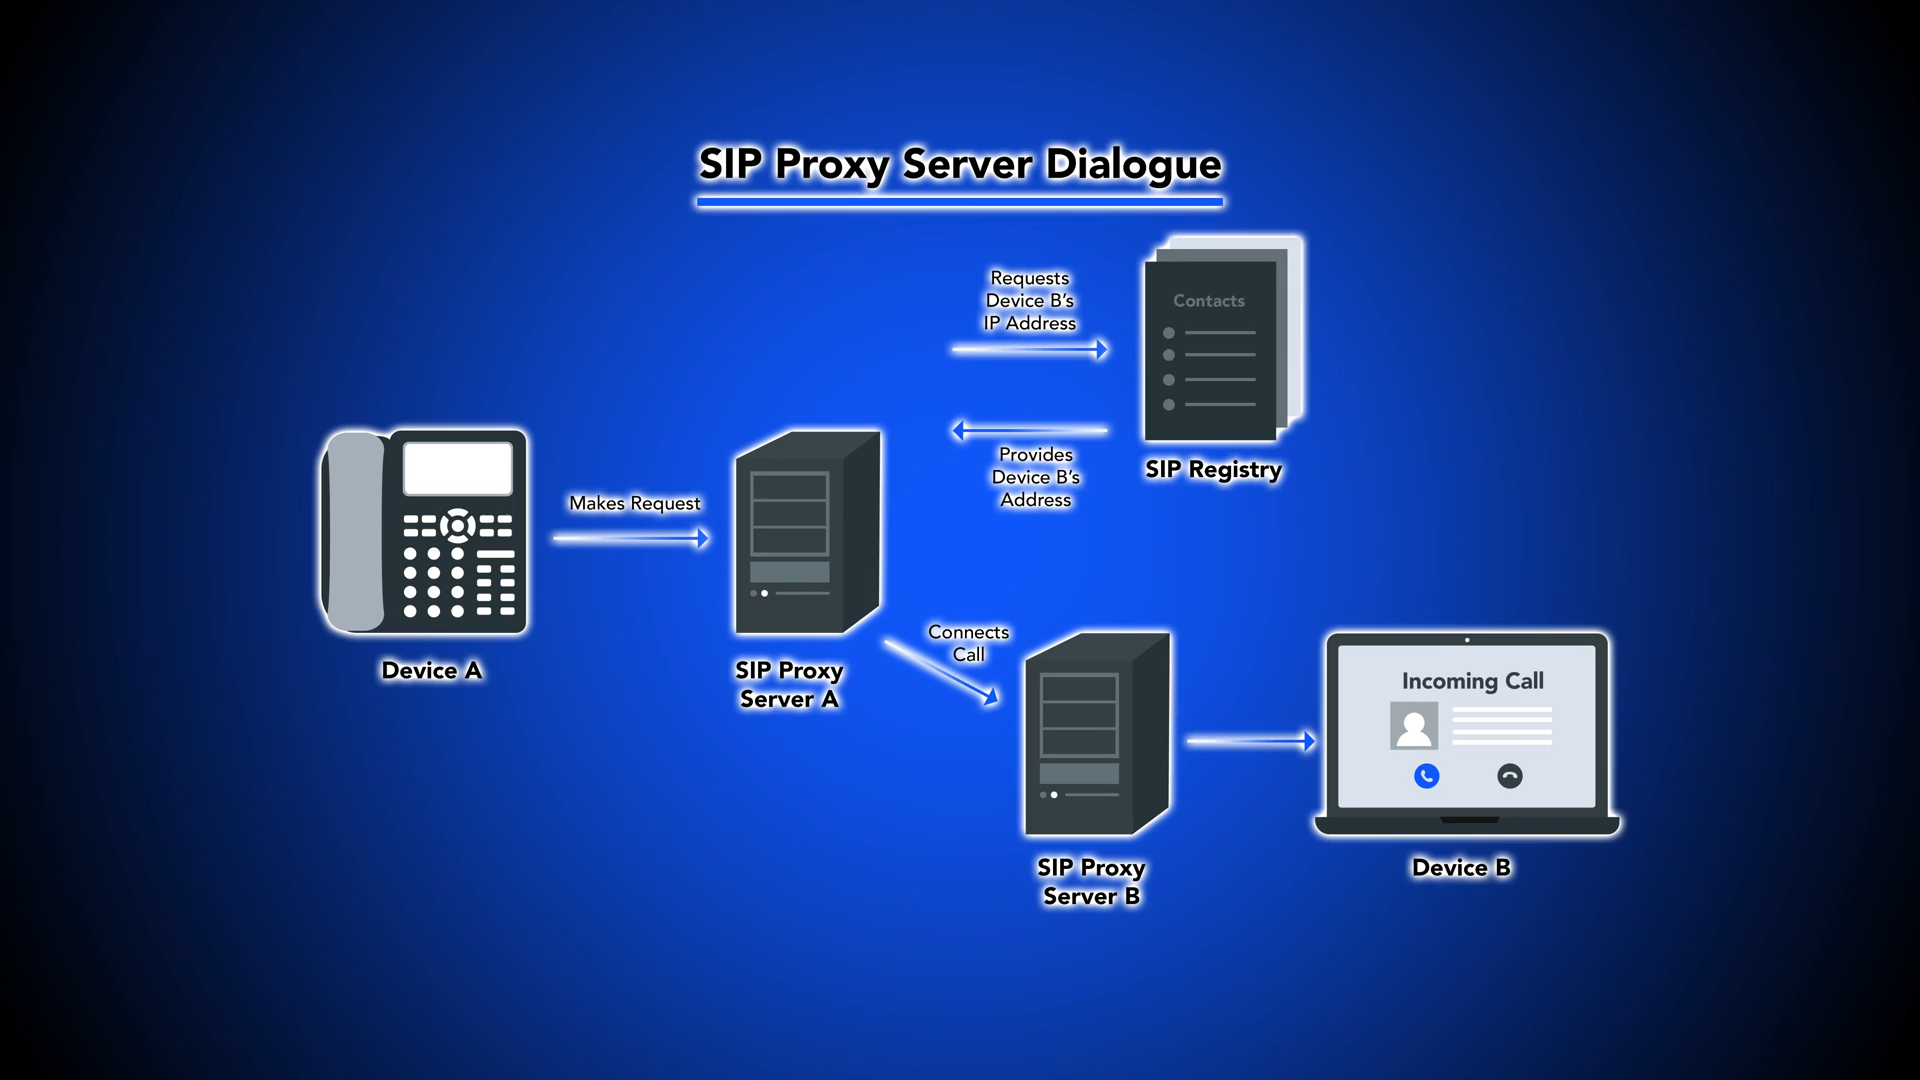 SIP Proxy Server Dialogue
Requests
Device B's
IP Address
Contacts
SIP Registry
Provides
Device B's
Address
Makes Request
Device A
SIP Proxy
Server A
Connects
Call
Incoming Call
SIP Proxy
Server B
Device B